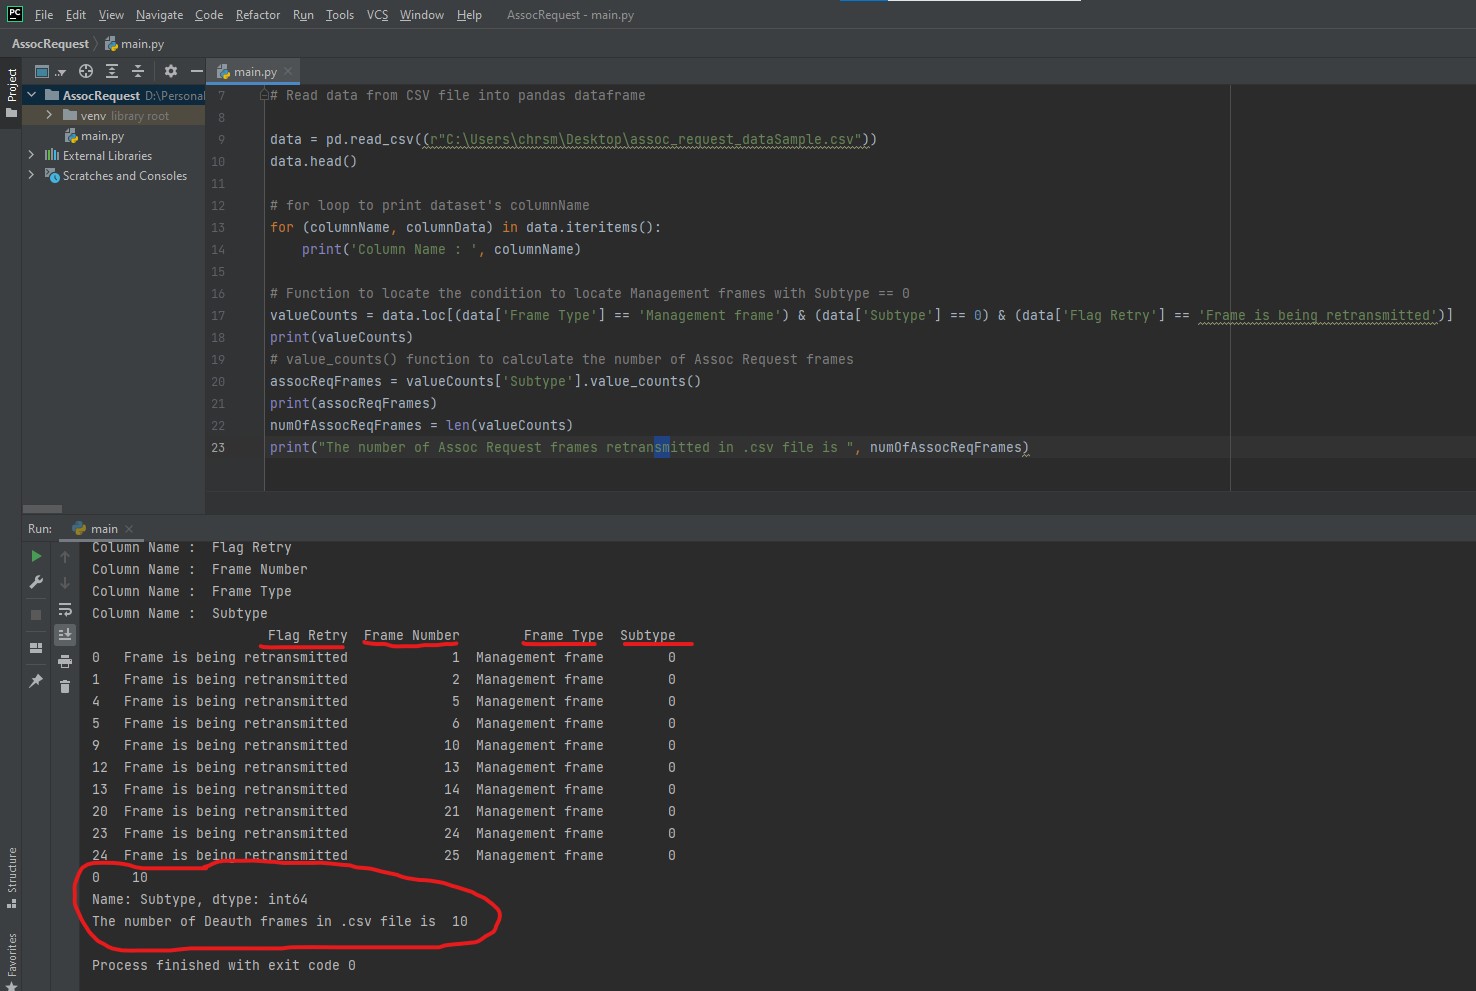 PC File Edit View Navigate Code Refactor Run Tools VCS Window Help AssocRequest - main.py
AssocRequest main.py
Project
main.py
AssocRequest D:\Personal
venv library root
main.py
External Libraries
Scratches and Consoles
7 # Read data from CSV file into pandas dataframe
8
9 data = pd.read_csv((r"C:\Users\chrsm\Desktop\assoc_request_dataSample.csv"))
10 data.head()
11
12 # for loop to print dataset's columnName
13 for (columnName, columnData) in data.iteritems():
14 print('Column Name : ', columnName)
15
16 # Function to locate the condition to locate Management frames with Subtype == 0
17 valueCounts = data.loc[(data['Frame Type'] == 'Management frame') & (data['Subtype'] == 0) & (data['Flag Retry'] == 'Frame is being retransmitted')]
18 print(valueCounts)
19 # value_counts() function to calculate the number of Assoc Request frames
20 assocReqFrames = valueCounts['Subtype'].value_counts()
21 print(assocReqFrames)
22 numOfAssocReqFrames = len(valueCounts)
23 print("The number of Assoc Request frames retransmitted in .csv file is ", numOfAssocReqFrames)
Run: main
Column Name : Flag Retry
Column Name : Frame Number
Column Name : Frame Type
Column Name : Subtype
Flag Retry Frame Number Frame Type Subtype
0 Frame is being retransmitted 1 Management frame 0
1 Frame is being retransmitted 2 Management frame 0
4 Frame is being retransmitted 5 Management frame 0
5 Frame is being retransmitted 6 Management frame 0
9 Frame is being retransmitted 10 Management frame 0
12 Frame is being retransmitted 13 Management frame 0
13 Frame is being retransmitted 14 Management frame 0
20 Frame is being retransmitted 21 Management frame 0
23 Frame is being retransmitted 24 Management frame 0
24 Frame is being retransmitted 25 Management frame 0
0 10
Name: Subtype, dtype: int64
The number of Deauth frames in .csv file is 10
Process finished with exit code 0
Structure
Favorites